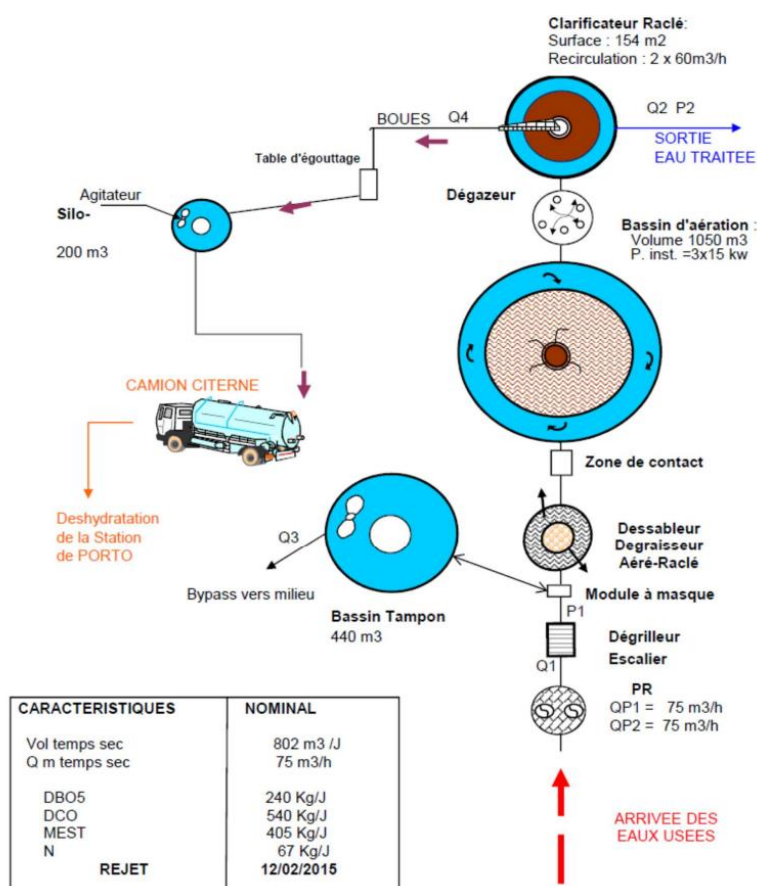 Clarificateur Raclé:
Surface : 154 m2
Recirculation : 2 x 60m3/h
BOUES Q4
Q2 P2
SORTIE
EAU TRAITEE
Table d'égouttage
Agitateur
Silo-
200 m3
Dégazeur
Bassin d'aération :
Volume 1050 m3
P. inst. =3x15 kw
CAMION CITERNE
Zone de contact
Deshydratation
de la Station
de PORTO
Q3
Bypass vers milieu
Bassin Tampon
440 m3
Dessableur
Degraisseur
Aéré-Raclé
Module à masque
P1
Dégrilleur
Escalier
Q1
PR
QP1 = 75 m3/h
QP2 = 75 m3/h
CARACTERISTIQUES NOMINAL
Vol temps sec 802 m3 /J
Q m temps sec 75 m3/h
DBO5 240 Kg/J
DCO 540 Kg/J
MEST 405 Kg/J
N 67 Kg/J
REJET 12/02/2015
ARRIVEE DES
EAUX USEES